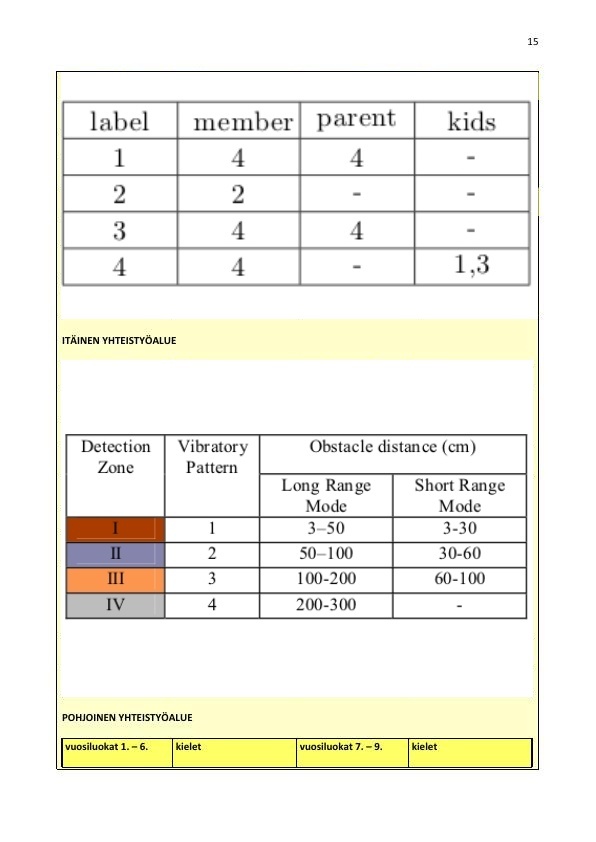 15
label member parent kids
1 4 4 -
2 2 - -
3 4 4 -
4 4 - 1,3
ITÄINEN YHTEISTYÖALUE
Detection Zone Vibratory Pattern Obstacle distance (cm)
Long Range Mode Short Range Mode
I 1 3–50 3-30
II 2 50–100 30-60
III 3 100-200 60-100
IV 4 200-300 -
POHJOINEN YHTEISTYÖALUE
vuosiluokat 1. – 6. kielet vuosiluokat 7. – 9. kielet